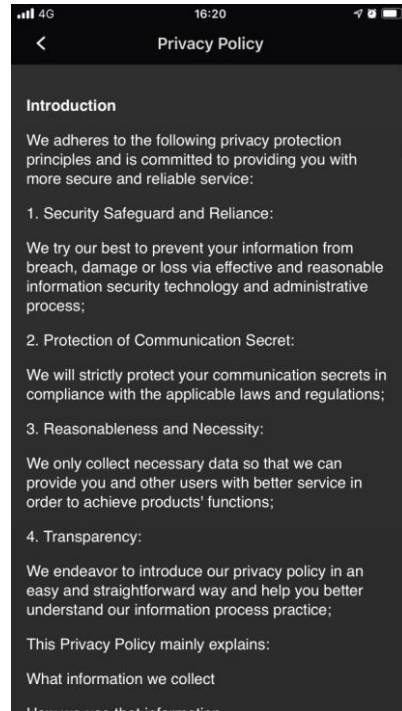 4G
16:20
Privacy Policy
Introduction
We adheres to the following privacy protection
principles and is committed to providing you with
more secure and reliable service:
1. Security Safeguard and Reliance:
We try our best to prevent your information from
breach, damage or loss via effective and reasonable
information security technology and administrative
process;
2. Protection of Communication Secret:
We will strictly protect your communication secrets in
compliance with the applicable laws and regulations;
3. Reasonableness and Necessity:
We only collect necessary data so that we can
provide you and other users with better service in
order to achieve products' functions;
4. Transparency:
We endeavor to introduce our privacy policy in an
easy and straightforward way and help you better
understand our information process practice;
This Privacy Policy mainly explains:
What information we collect
How we use that information